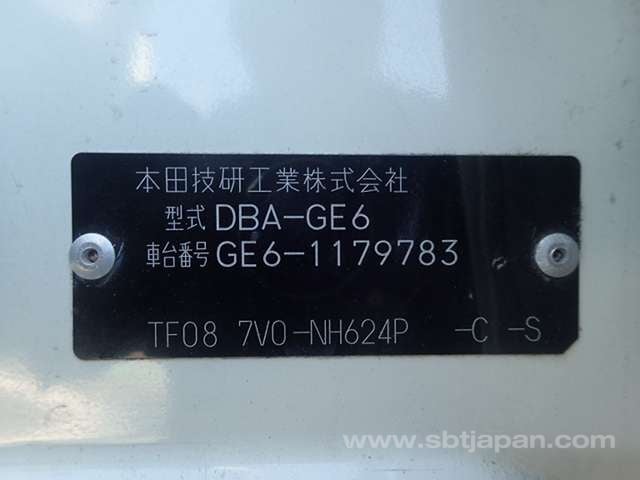 本田技研工業株式会社
型式 DBA-GE6
車台番号 GE6-1179783
TF08 7V0-NH624P -C -S
www.sbtjapan.com